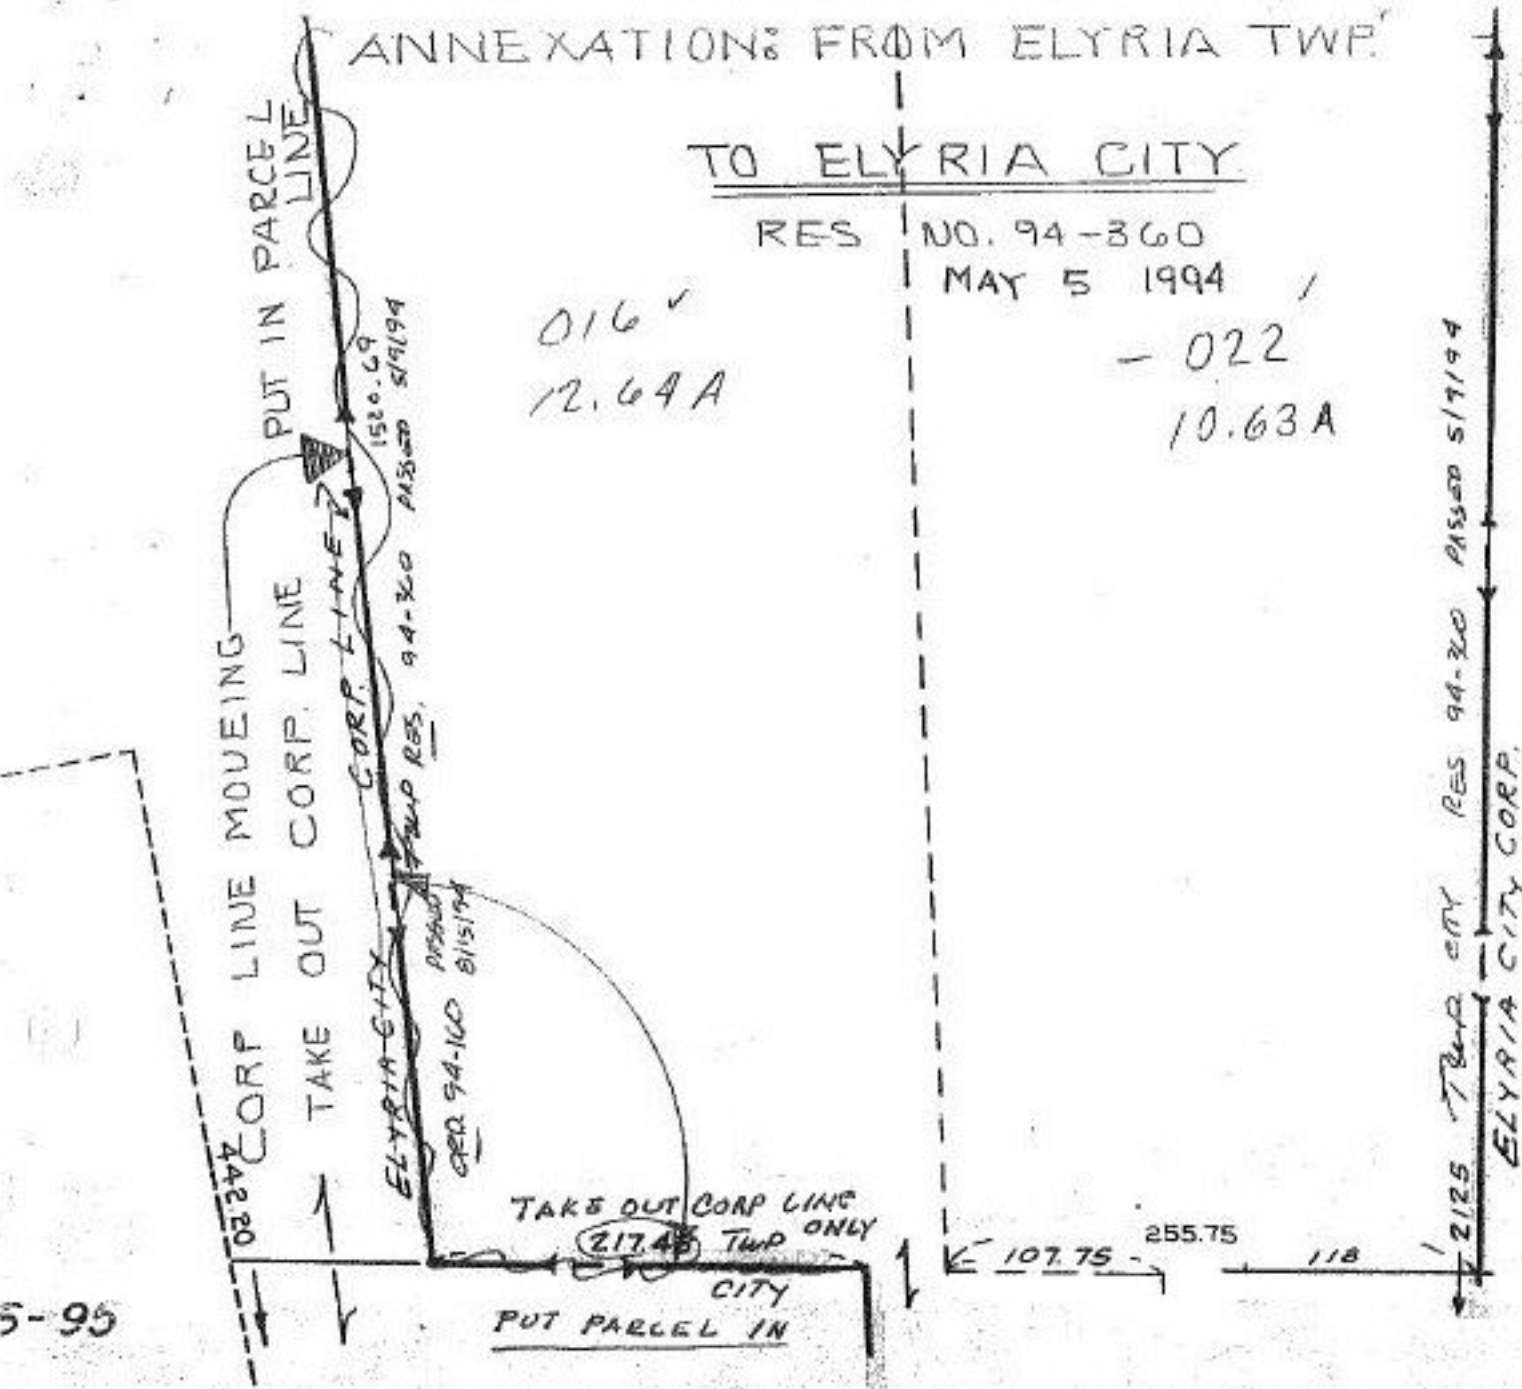 ANNEXATION: FROM ELYRIA TWP.
TO ELYRIA CITY
RES NO. 94-360
MAY 5 1994
016 ✓
12.64 A
- 022
10.63 A
PUT IN PARCEL
LINE
1520.69
RES. 94-360 PASSED 5/9/94
CORP LINE MOVEING
TAKE OUT CORP. LINE
ELYRIA CITY CORP. LINE
TWP
ORD. 94-160 PASSED
8/15/94
442.20
TAKE OUT CORP LINE
ONLY
217.48 TWP
CITY
PUT PARCEL IN
5-95
107.75
255.75
118
2125 TWP CITY RES 94-360 PASSED 5/9/94
ELYRIA CITY CORP.